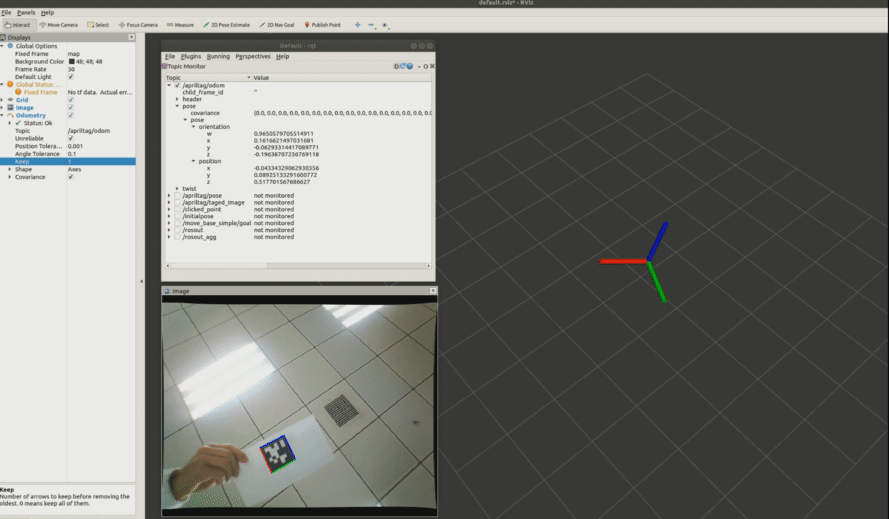 default.rviz* - RViz
File Panels Help
Interact Move Camera Select Focus Camera Measure 2D Pose Estimate 2D Nav Goal Publish Point
Displays
Global Options
Fixed Frame map
Background Color 48; 48; 48
Frame Rate 30
Default Light
Global Status: ...
Fixed Frame No tf data. Actual err...
Grid
Image
Odometry
Status: Ok
Topic /apriltag/odom
Unreliable
Position Tolera... 0.001
Angle Tolerance 0.1
Keep 1
Shape Axes
Covariance
Keep
Number of arrows to keep before removing the
oldest. 0 means keep all of them.
Default - rqt
File Plugins Running Perspectives Help
Topic Monitor
Topic Value
/apriltag/odom
child_frame_id ''
header
pose
covariance (0.0, 0.0, 0.0, 0.0, 0.0, 0.0, 0.0, 0.0, 0.0, 0.0, 0.0, 0.0, 0.0, 0.0, 0.0, 0.0, 0.0
pose
orientation
w 0.9650579705514911
x 0.1616621497031681
y -0.06293314417089771
z -0.19638707236769118
position
x -0.04334329062930356
y 0.08925133291600772
z 0.517701567686627
twist
/apriltag/pose not monitored
/apriltag/taged_image not monitored
/clicked_point not monitored
/initialpose not monitored
/move_base_simple/goal not monitored
/rosout not monitored
/rosout_agg not monitored
Image